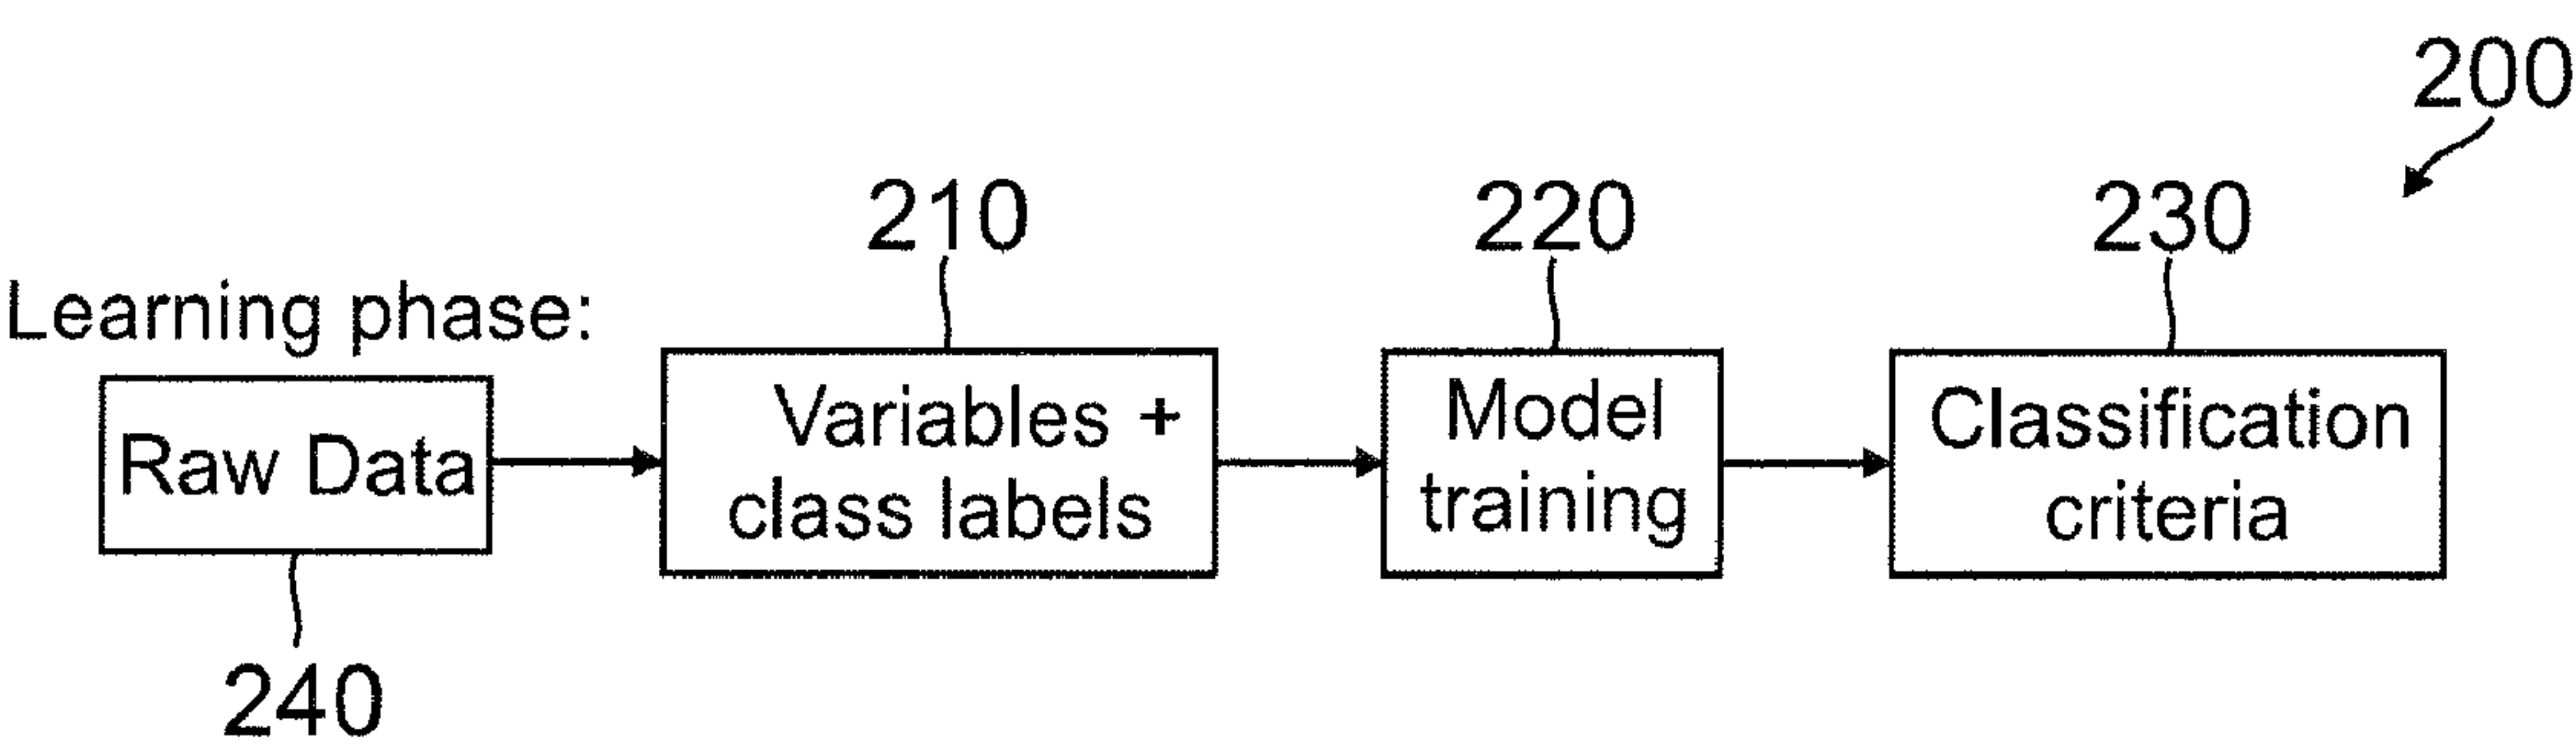 200
210
220
230
Learning phase:
Raw Data
Variables +
class labels
Model
training
Classification
criteria
240